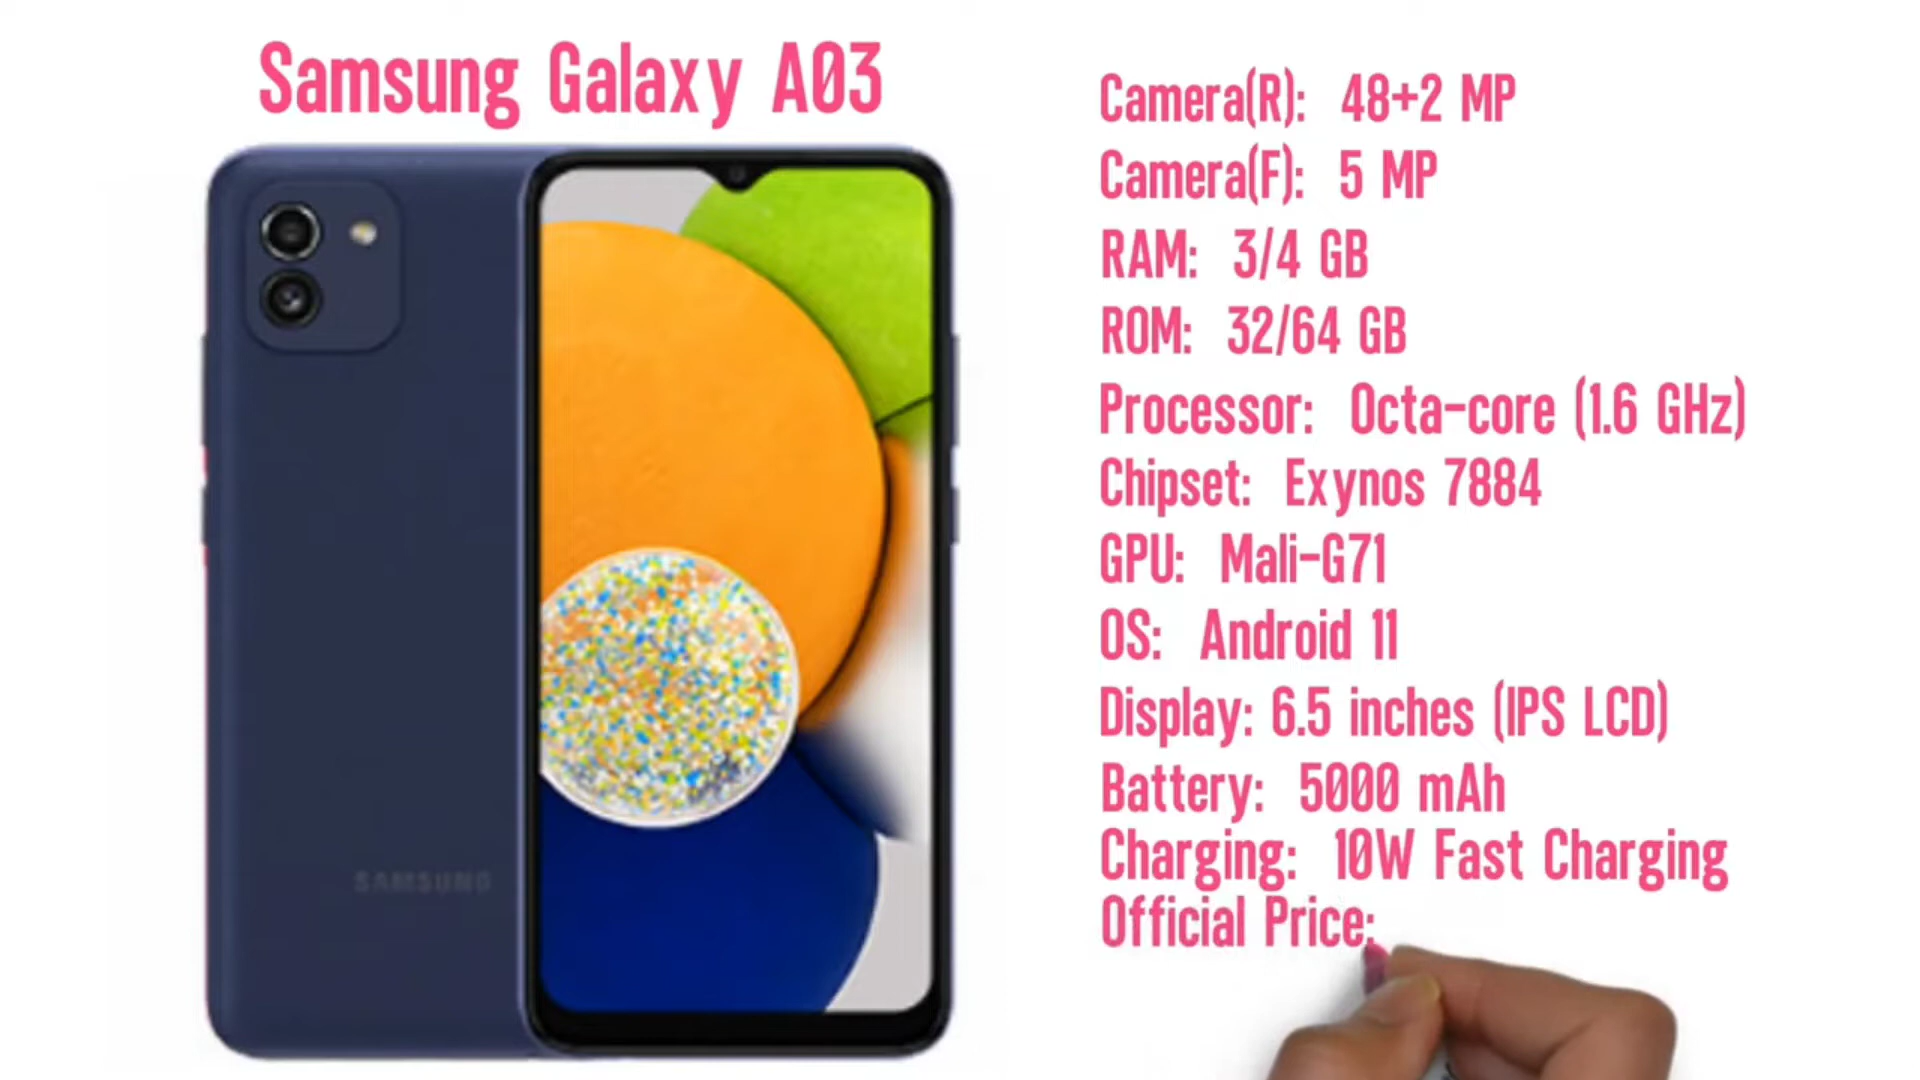 Samsung Galaxy A03
Camera(R): 48+2 MP
Camera(F): 5 MP
RAM: 3/4 GB
ROM: 32/64 GB
Processor: Octa-core (1.6 GHz)
Chipset: Exynos 7884
GPU: Mali-G71
OS: Android 11
Display: 6.5 inches (IPS LCD)
Battery: 5000 mAh
Charging: 10W Fast Charging
Official Price:
SAMSUNG